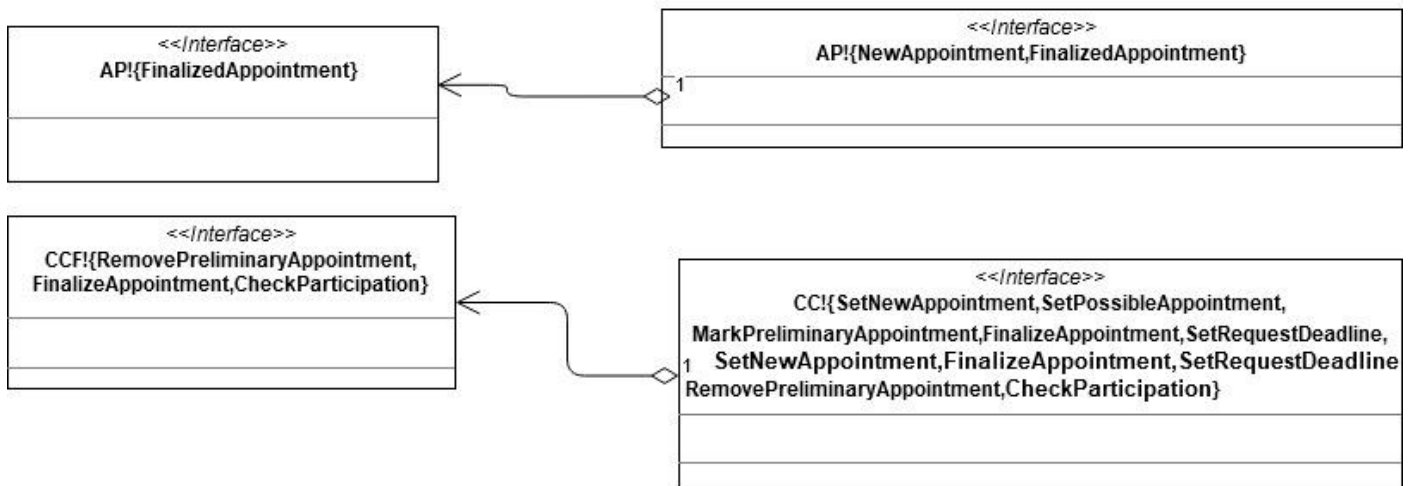 <<Interface>>
AP!{FinalizedAppointment}
<<Interface>>
AP!{NewAppointment,FinalizedAppointment}
1
<<Interface>>
CCF!{RemovePreliminaryAppointment,
FinalizeAppointment,CheckParticipation}
<<Interface>>
CC!{SetNewAppointment,SetPossibleAppointment,
MarkPreliminaryAppointment,FinalizeAppointment,SetRequestDeadline,
SetNewAppointment,FinalizeAppointment,SetRequestDeadline
RemovePreliminaryAppointment,CheckParticipation}
1